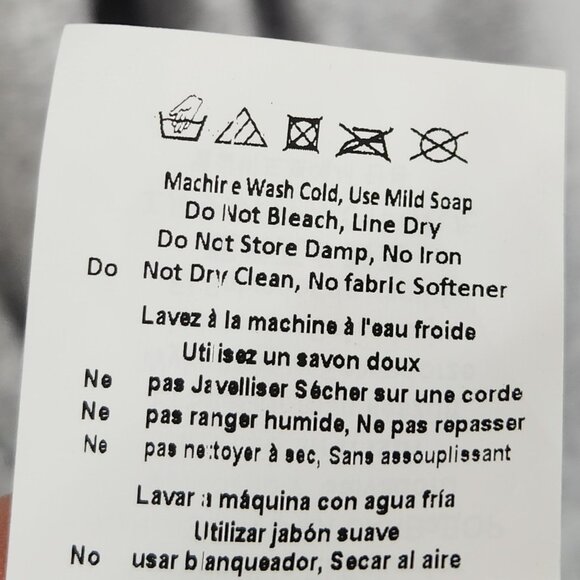 Machine Wash Cold, Use Mild Soap
Do Not Bleach, Line Dry
Do Not Store Damp, No Iron
Do Not Dry Clean, No fabric Softener
Lavez à la machine à l'eau froide
Utilisez un savon doux
Ne pas Javelliser Sécher sur une corde
Ne pas ranger humide, Ne pas repasser
Ne pas nettoyer à sec, Sans assouplissant
Lavar a máquina con agua fría
Utilizar jabón suave
No usar blanqueador, Secar al aire